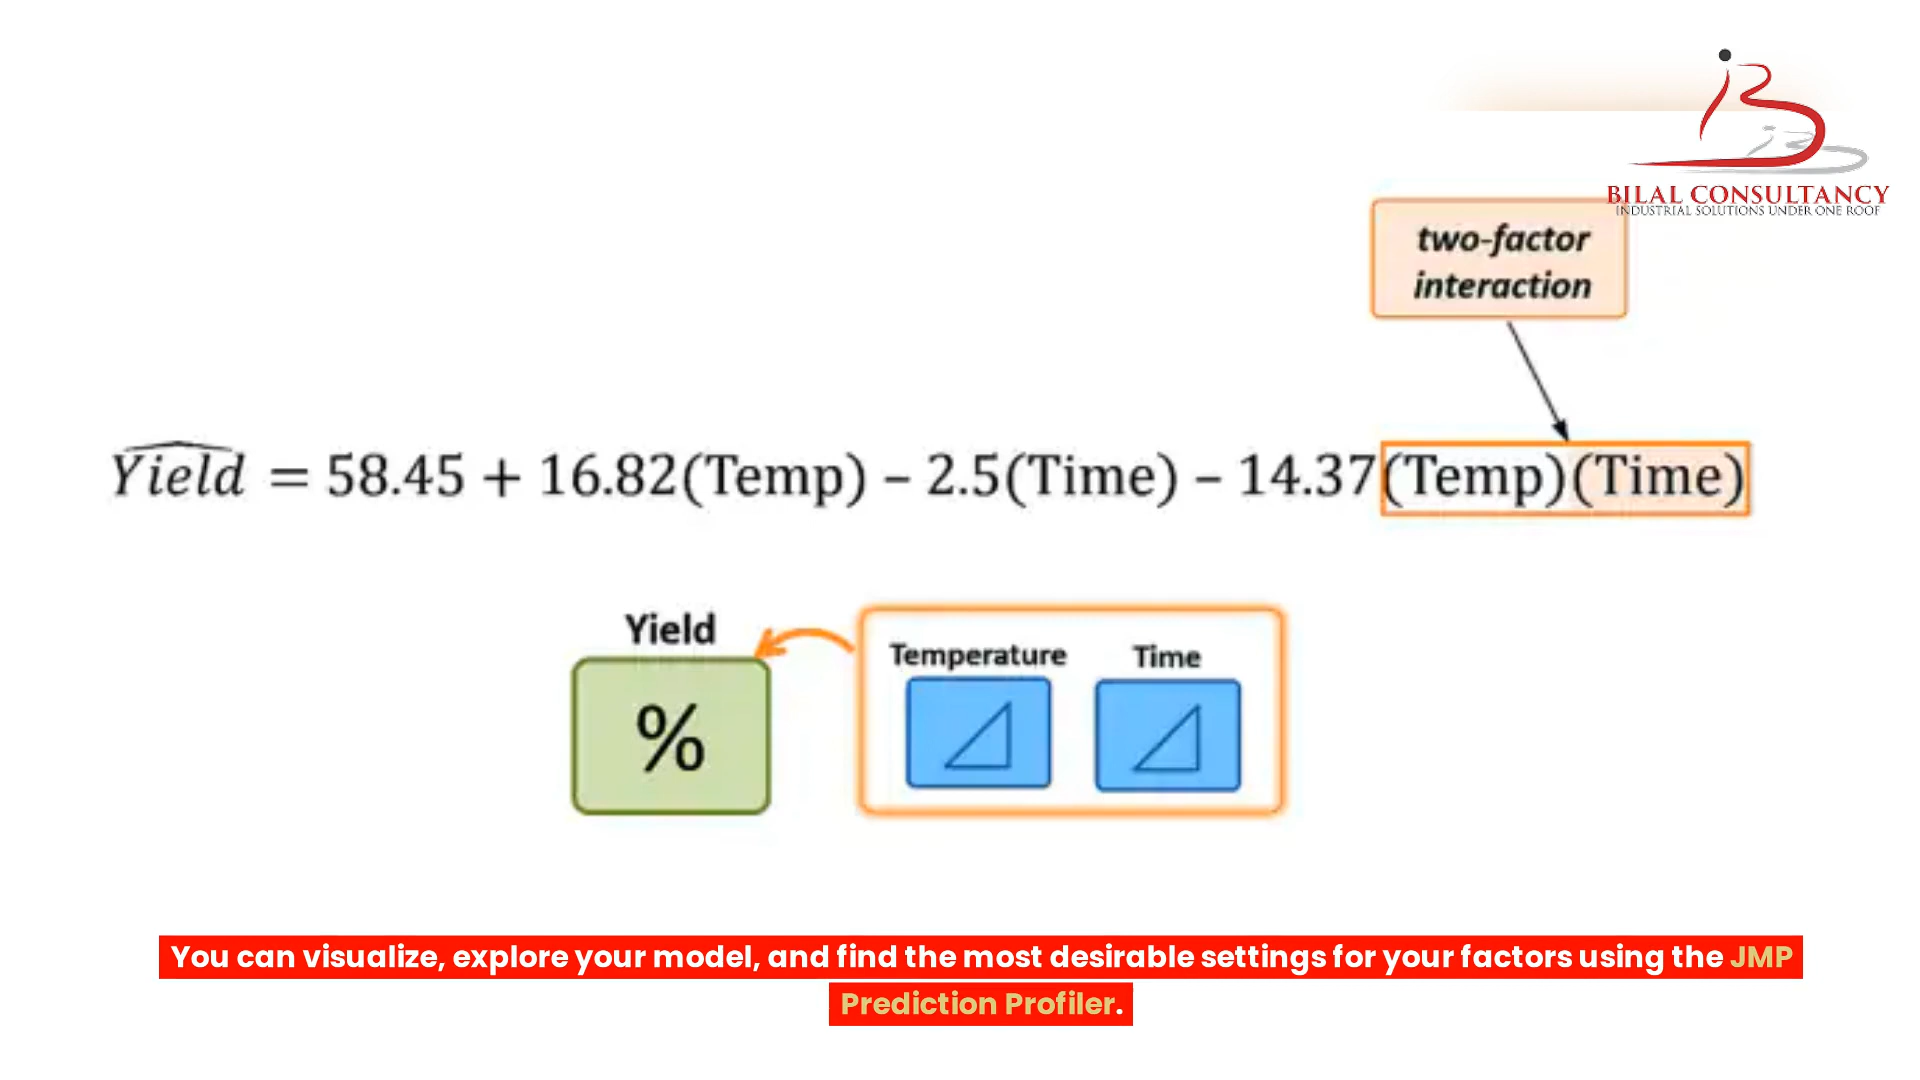 BILAL CONSULTANCY
INDUSTRIAL SOLUTIONS UNDER ONE ROOF
two-factor
interaction
\widehat{Yield} = 58.45 + 16.82(Temp) – 2.5(Time) – 14.37(Temp)(Time)
Yield
%
Temperature Time
You can visualize, explore your model, and find the most desirable settings for your factors using the JMP
Prediction Profiler.